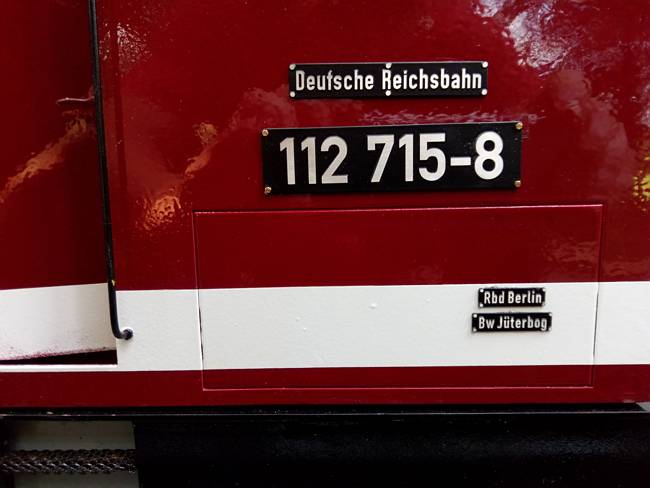 Deutsche Reichsbahn
112 715-8
Rbd Berlin
Bw Jüterbog